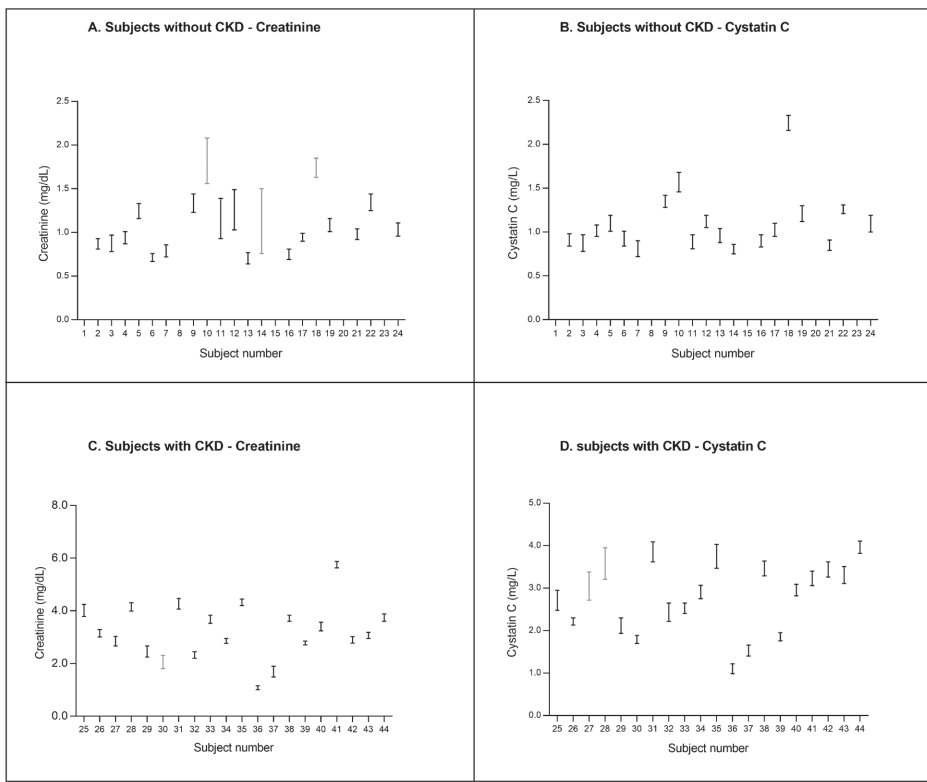 A. Subjects without CKD - Creatinine
2.5
2.0
1.5
1.0
0.5
0.0
Creatinine (mg/dL)
1 2 3 4 5 6 7 8 9 10 11 12 13 14 15 16 17 18 19 20 21 22 23 24
Subject number
B. Subjects without CKD - Cystatin C
2.5
2.0
1.5
1.0
0.5
0.0
Cystatin C (mg/L)
1 2 3 4 5 6 7 8 9 10 11 12 13 14 15 16 17 18 19 20 21 22 23 24
Subject number
C. Subjects with CKD - Creatinine
8.0
6.0
4.0
2.0
0.0
Creatinine (mg/dL)
25 26 27 28 29 30 31 32 33 34 35 36 37 38 39 40 41 42 43 44
Subject number
D. subjects with CKD - Cystatin C
5.0
4.0
3.0
2.0
1.0
0.0
Cystatin C (mg/L)
25 26 27 28 29 30 31 32 33 34 35 36 37 38 39 40 41 42 43 44
Subject number